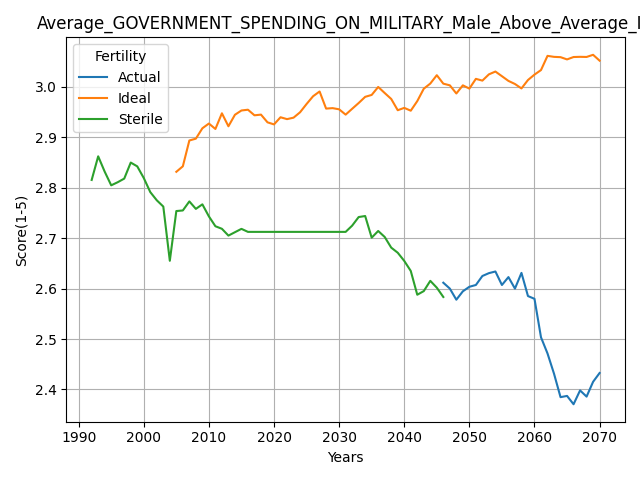 Average_GOVERNMENT_SPENDING_ON_MILITARY_Male_Above_Average_I
Fertility
Actual
Ideal
Sterile
Score(1-5)
3.0
2.9
2.8
2.7
2.6
2.5
2.4
1990 2000 2010 2020 2030 2040 2050 2060 2070
Years